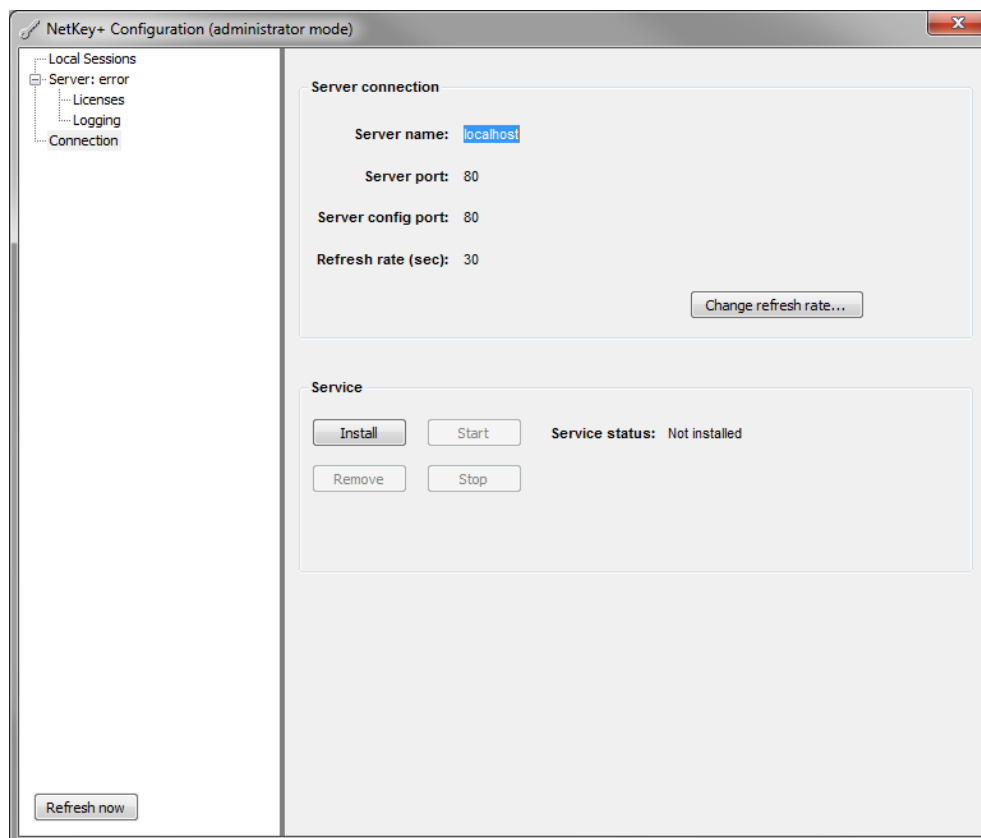 NetKey+ Configuration (administrator mode)
Local Sessions
Server: error
Licenses
Logging
Connection
Server connection
Server name: localhost
Server port: 80
Server config port: 80
Refresh rate (sec): 30
Change refresh rate...
Service
Install Start Service status: Not installed
Remove Stop
Refresh now